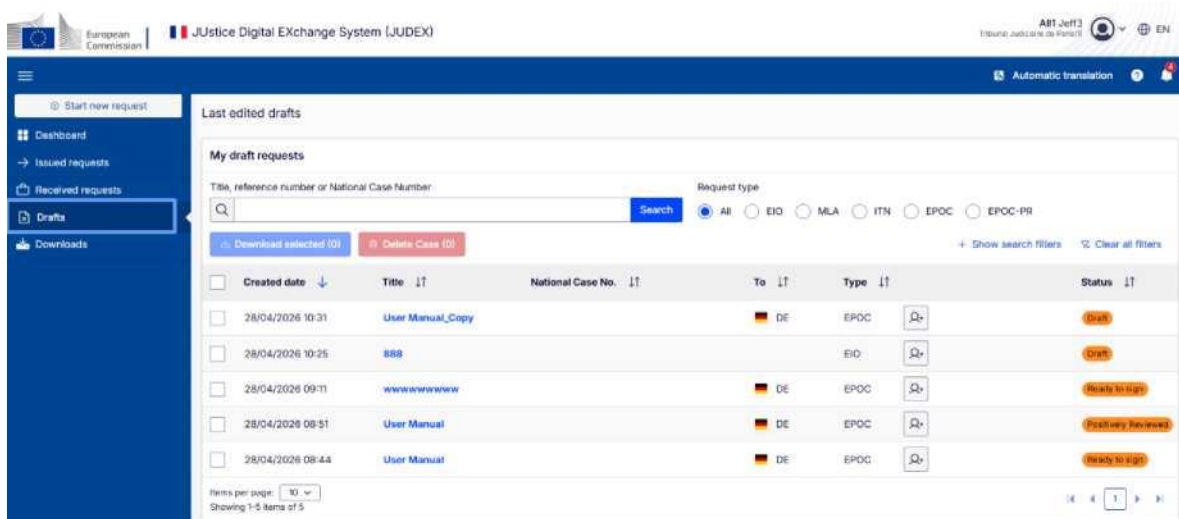 European
Commission
JUstice Digital EXchange System (JUDEX)
AllI Jeff3
EN
Automatic translation
4
Start new request
Dashboard
Issued requests
Received requests
Drafts
Downloads
Last edited drafts
My draft requests
Title, reference number or National Case Number
Request type
Search
All EIO MLA ITN EPOC EPOC-PR
Download selected (0) Delete Case (0)
+ Show search filters Clear all filters
Created date Title National Case No. To Type Status
28/04/2026 10:31 User Manual_Copy DE EPOC Draft
28/04/2026 10:25 888 EIO Draft
28/04/2026 09:11 wwwwwwwwww DE EPOC Ready to sign
28/04/2026 08:51 User Manual DE EPOC Positively Reviewed
28/04/2026 08:44 User Manual DE EPOC Ready to sign
Items per page: 10
Showing 1-5 items of 5
1